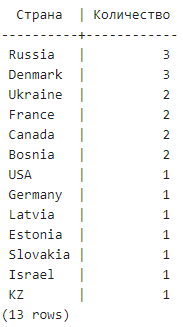 Страна | Количество
----------+------------
Russia | 3
Denmark | 3
Ukraine | 2
France | 2
Canada | 2
Bosnia | 2
USA | 1
Germany | 1
Latvia | 1
Estonia | 1
Slovakia | 1
Israel | 1
KZ | 1
(13 rows)